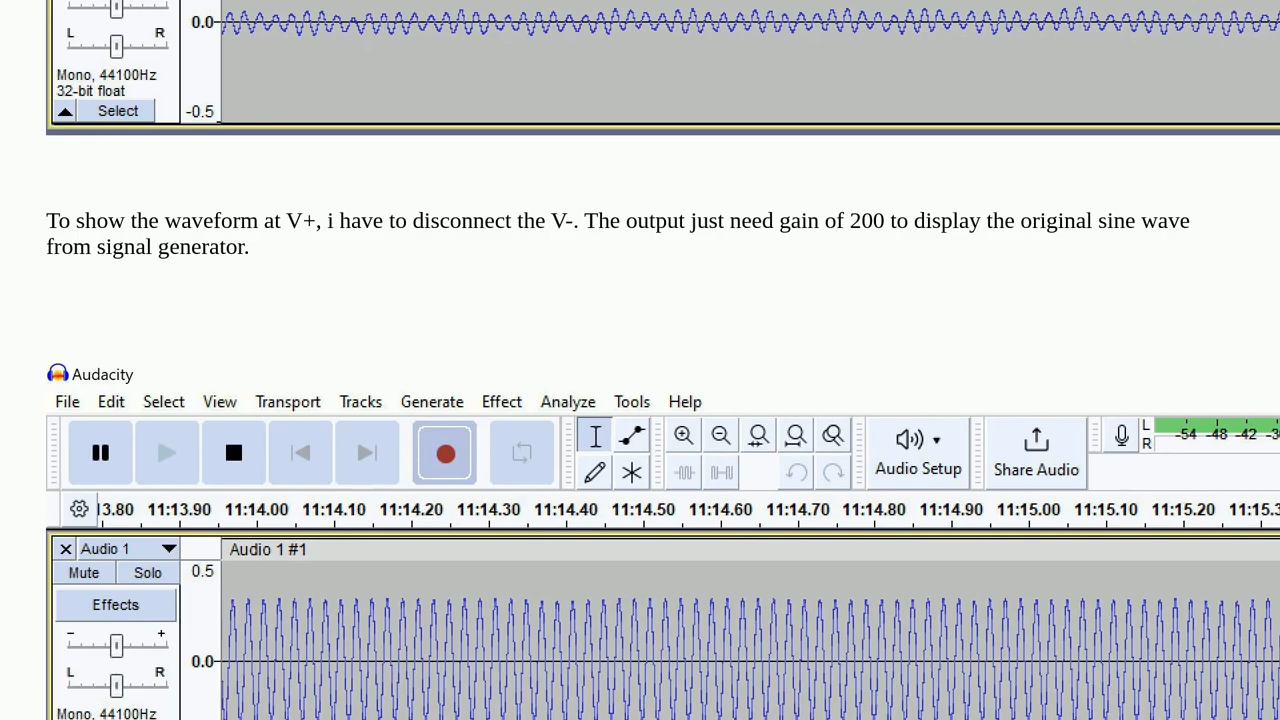 0.0
L R
Mono, 44100Hz
32-bit float
Select
-0.5
To show the waveform at V+, i have to disconnect the V-. The output just need gain of 200 to display the original sine wave
from signal generator.
Audacity
File Edit Select View Transport Tracks Generate Effect Analyze Tools Help
L
R
-54 -48 -42
Audio Setup
Share Audio
11:13.90 11:14.00 11:14.10 11:14.20 11:14.30 11:14.40 11:14.50 11:14.60 11:14.70 11:14.80 11:14.90 11:15.00 11:15.10 11:15.20
Audio 1
Audio 1 #1
Mute Solo
0.5
Effects
- +
0.0
L R
Mono, 44100Hz